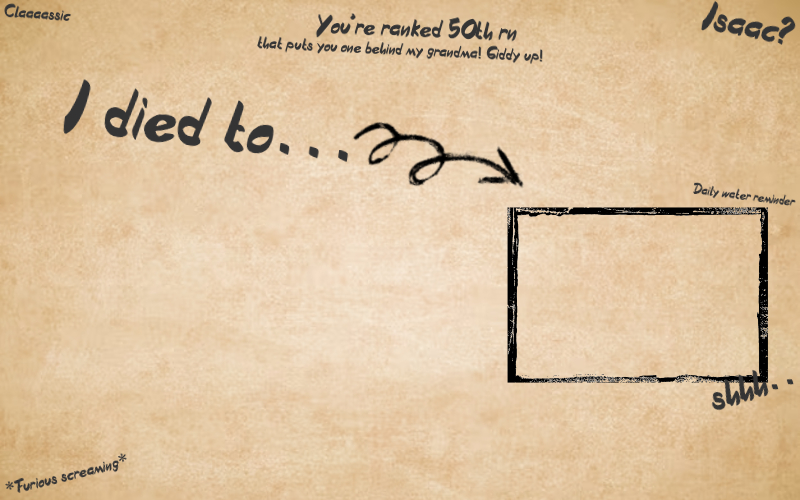 Claaaassic
You're ranked 50th rn
that puts you one behind my grandma! Giddy up!
Isaac?
I died to...
Daily water reminder
shhh..
*Furious screaming*